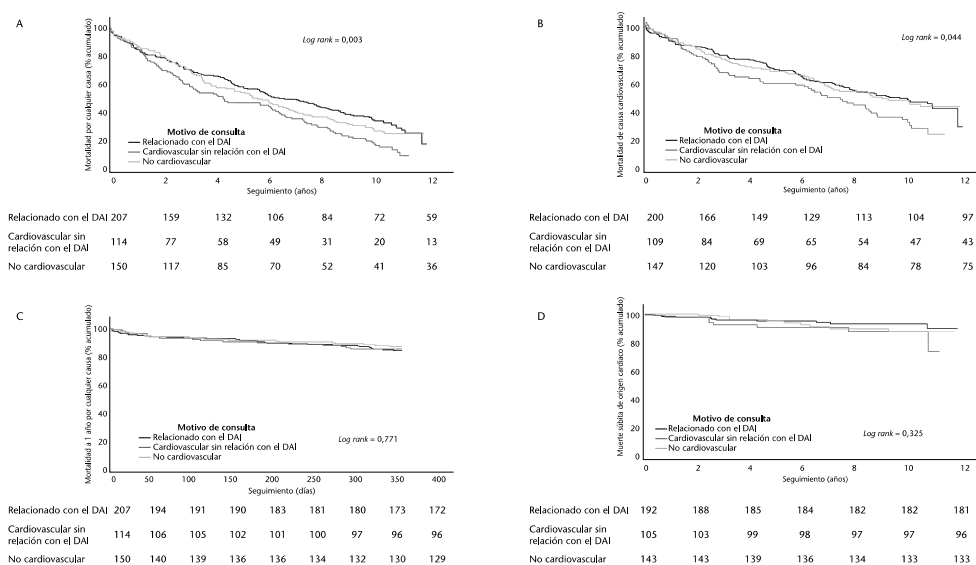 A
Mortalidad por cualquier causa (% acumulado)
100
80
60
40
20
0
Log rank = 0,003
Motivo de consulta
Relacionado con el DAI
Cardiovascular sin relación con el DAI
No cardiovascular
0 2 4 6 8 10 12
Seguimiento (años)
Relacionado con el DAI 207 159 132 106 84 72 59
Cardiovascular sin
relación con el DAI 114 77 58 49 31 20 13
No cardiovascular 150 117 85 70 52 41 36
B
Mortalidad de causa cardiovascular (% acumulado)
100
80
60
40
20
0
Log rank = 0,044
Motivo de consulta
Relacionado con el DAI
Cardiovascular sin relación con el DAI
No cardiovascular
0 2 4 6 8 10 12
Seguimiento (años)
Relacionado con el DAI 200 166 149 129 113 104 97
Cardiovascular sin
relación con el DAI 109 84 69 65 54 47 43
No cardiovascular 147 120 103 96 84 78 75
C
Mortalidad a 1 año por cualquier causa (% acumulado)
100
80
60
40
20
0
Motivo de consulta
Relacionado con el DAI
Cardiovascular sin relación con el DAI
No cardiovascular
Log rank = 0,771
0 50 100 150 200 250 300 350 400
Seguimiento (días)
Relacionado con el DAI 207 194 191 190 183 181 180 173 172
Cardiovascular sin
relación con el DAI 114 106 105 102 101 100 97 96 96
No cardiovascular 150 140 139 136 136 134 132 130 129
D
Muerte súbita de origen cardiaco (% acumulado)
100
80
60
40
20
0
Motivo de consulta
Relacionado con el DAI
Cardiovascular sin relación con el DAI
No cardiovascular
Log rank = 0,325
0 2 4 6 8 10 12
Seguimiento (años)
Relacionado con el DAI 192 188 185 184 182 182 181
Cardiovascular sin
relación con el DAI 105 103 99 98 97 97 96
No cardiovascular 143 143 139 136 134 133 133